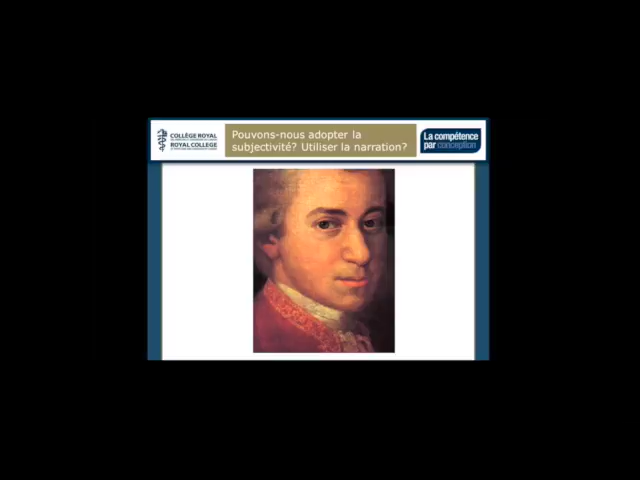 COLLÈGE ROYAL
ROYAL COLLEGE
Pouvons-nous adopter la
subjectivité? Utiliser la narration?
La compétence
par conception